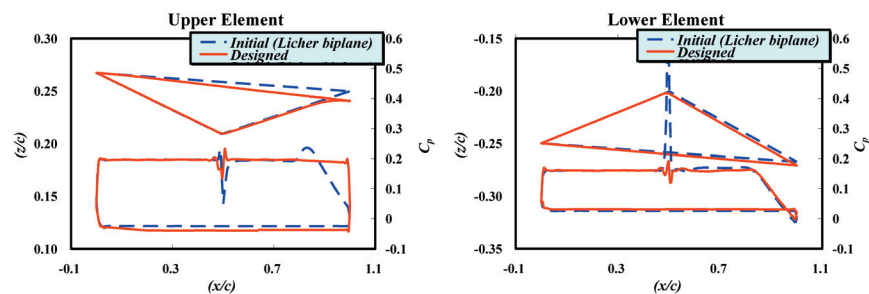 Upper Element
Initial (Licher biplane)
Designed
0.30
0.25
0.20
0.15
0.10
(z/c)
0.6
0.5
0.4
0.3
0.2
0.1
0
-0.1
Cp
-0.1
0.3
0.7
1.1
(x/c)
Lower Element
Initial (Licher biplane)
Designed
-0.15
-0.20
-0.25
-0.30
-0.35
(z/c)
0.6
0.5
0.4
0.3
0.2
0.1
0
-0.1
Cp
-0.1
0.3
0.7
1.1
(x/c)